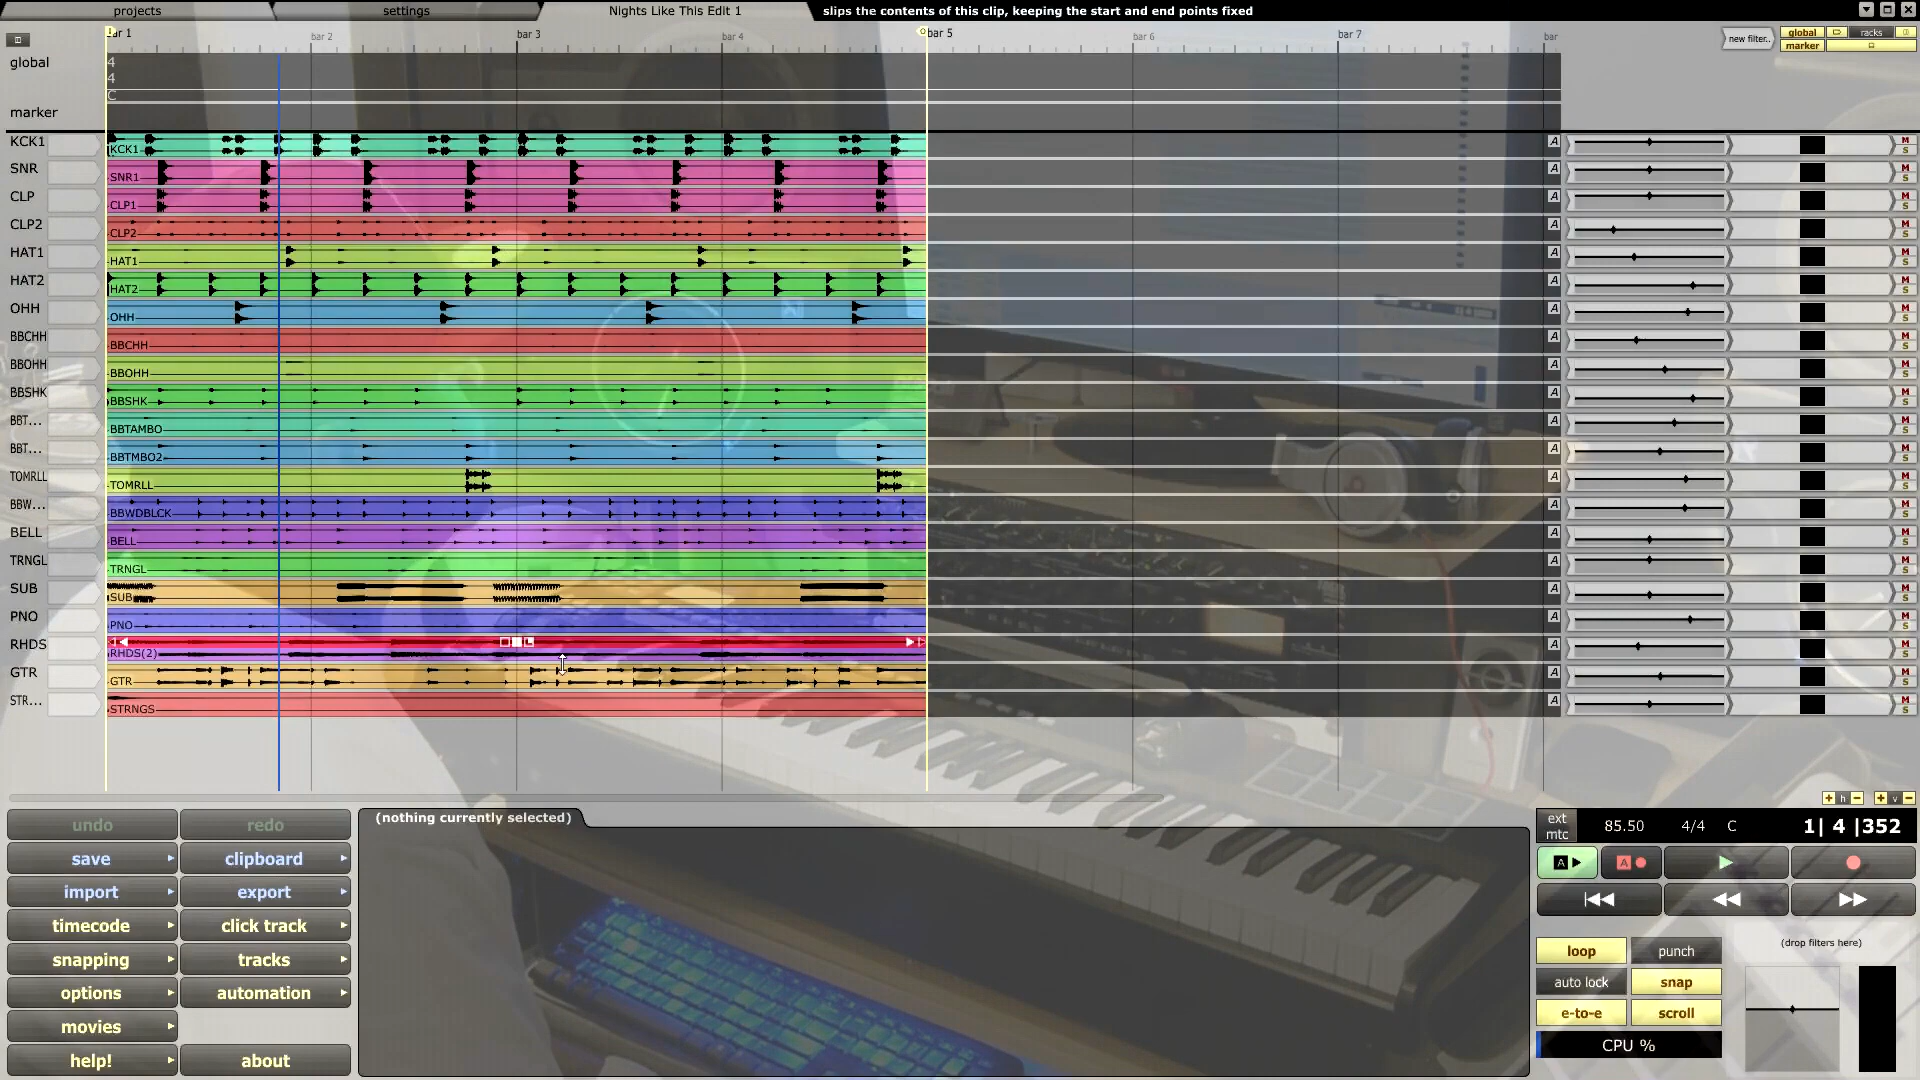 projects
settings
Nights Like This Edit 1
slips the contents of this clip, keeping the start and end points fixed
bar 1
bar 2
bar 3
bar 4
bar 5
bar 6
bar 7
bar
new filter..
global
racks
marker
global
4
4
C
marker
KCK1
KCK1
A
M
S
SNR
SNR1
A
M
S
CLP
CLP1
A
M
S
CLP2
CLP2
A
M
S
HAT1
HAT1
A
M
S
HAT2
HAT2
A
M
S
OHH
OHH
A
M
S
BBCHH
BBCHH
A
M
S
BBOHH
BBOHH
A
M
S
BBSHK
BBSHK
A
M
S
BBT...
BBTAMBO
A
M
S
BBT...
BBTMBO2
A
M
S
TOMRLL
TOMRLL
A
M
S
BBW...
BBWDBLCK
A
M
S
BELL
BELL
A
M
S
TRNGL
TRNGL
A
M
S
SUB
SUB
A
M
S
PNO
PNO
A
M
S
RHDS
RHDS(2)
A
M
S
GTR
GTR
A
M
S
STR...
STRNGS
A
M
S
+ h −
+ v −
undo
redo
save
clipboard
import
export
timecode
click track
snapping
tracks
options
automation
movies
help!
about
(nothing currently selected)
ext
mtc
85.50
4/4
C
1| 4 |352
A
A
loop
punch
auto lock
snap
e-to-e
scroll
CPU %
(drop filters here)